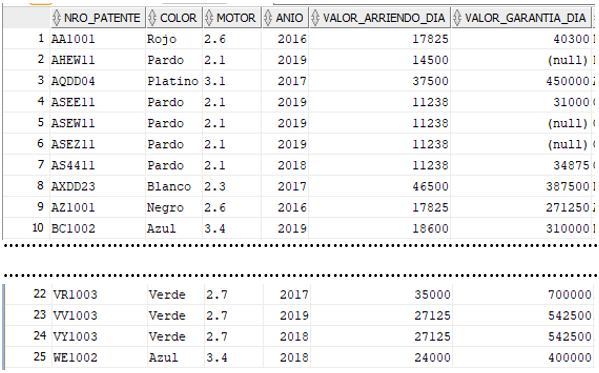 NRO_PATENTE COLOR MOTOR ANIO VALOR_ARRIENDO_DIA VALOR_GARANTIA_DIA
1 AA1001 Rojo 2.6 2016 17825 40300
2 AHEW11 Pardo 2.1 2019 14500 (null)
3 AQDD04 Platino 3.1 2017 37500 450000
4 ASEE11 Pardo 2.1 2019 11238 31000
5 ASEW11 Pardo 2.1 2019 11238 (null)
6 ASEZ11 Pardo 2.1 2019 11238 (null)
7 AS4411 Pardo 2.1 2018 11238 34875
8 AXDD23 Blanco 2.3 2017 46500 387500
9 AZ1001 Negro 2.6 2016 17825 271250
10 BC1002 Azul 3.4 2019 18600 310000
22 VR1003 Verde 2.7 2017 35000 700000
23 VV1003 Verde 2.7 2019 27125 542500
24 VY1003 Verde 2.7 2018 27125 542500
25 WE1002 Azul 3.4 2018 24000 400000